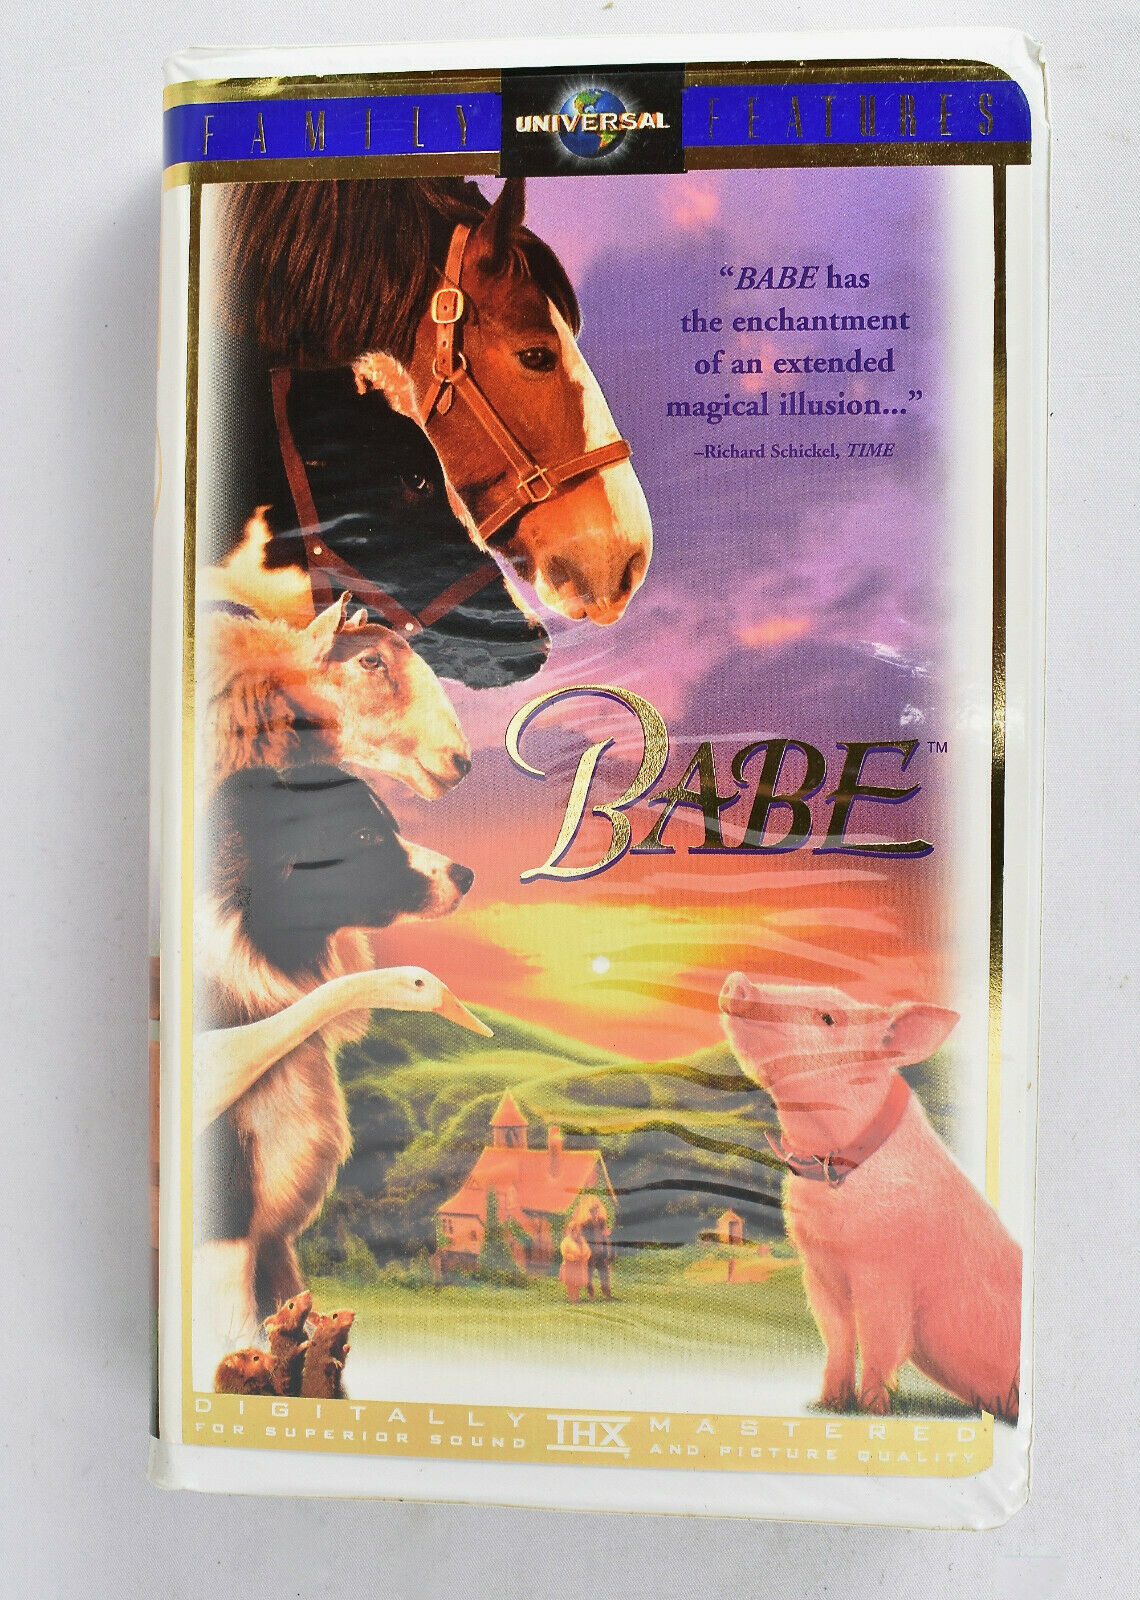 FAMILY UNIVERSAL FEATURES
“BABE has
the enchantment
of an extended
magical illusion...”
–Richard Schickel, TIME
BABE™
DIGITALLY THX MASTERED
FOR SUPERIOR SOUND AND PICTURE QUALITY